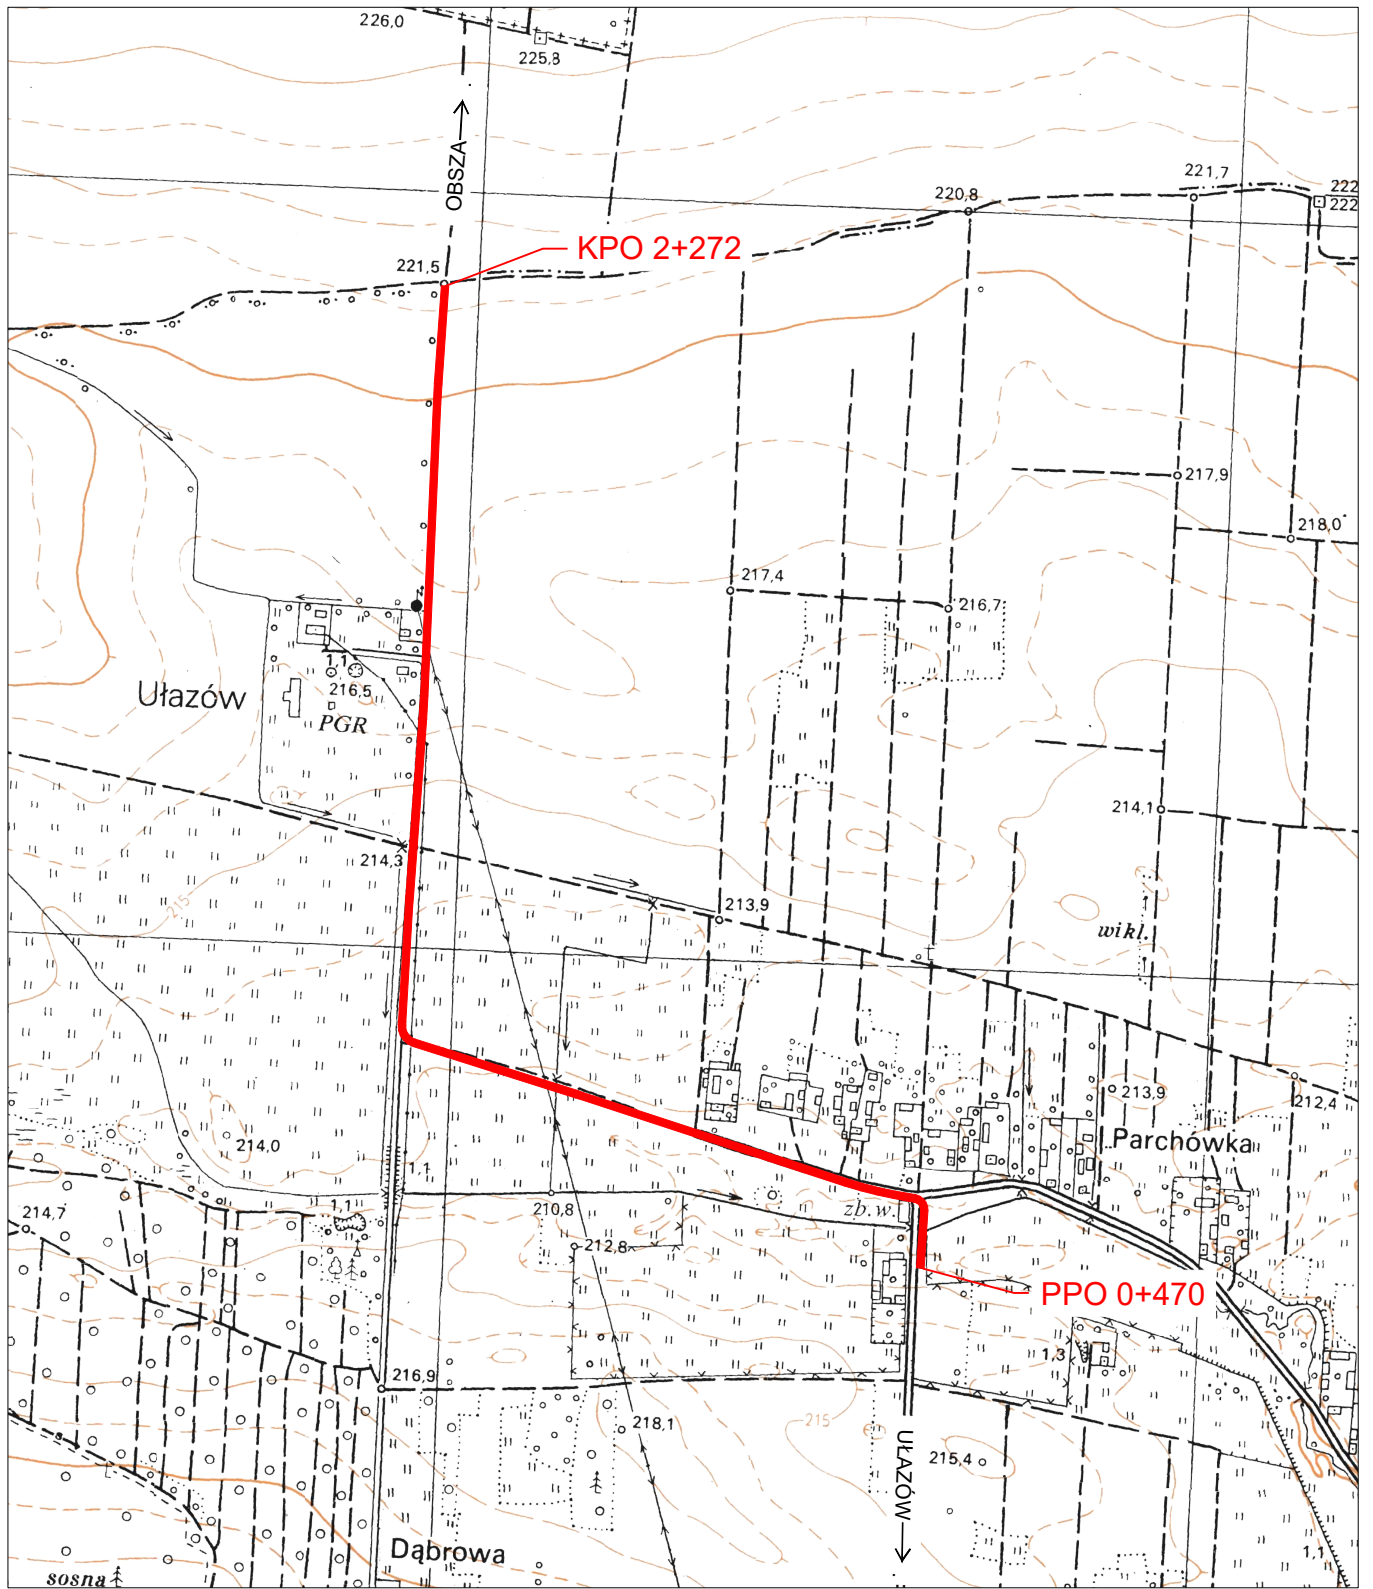 226,0
225,8
OBSZA
221,7
222
222
220,8
KPO 2+272
221,5
217,9
218,0
217,4
216,7
1,1
216,5
Ułazów
PGR
214,1
214,3
213,9
215
wikl.
213,9
212,4
Parchówka
214,0
1,1
1,1
214,7
210,8
zb.w.
212,8
PPO 0+470
1,3
216,9
218,1
215
215,4
UŁAZÓW
Dąbrowa
1,1
sosna